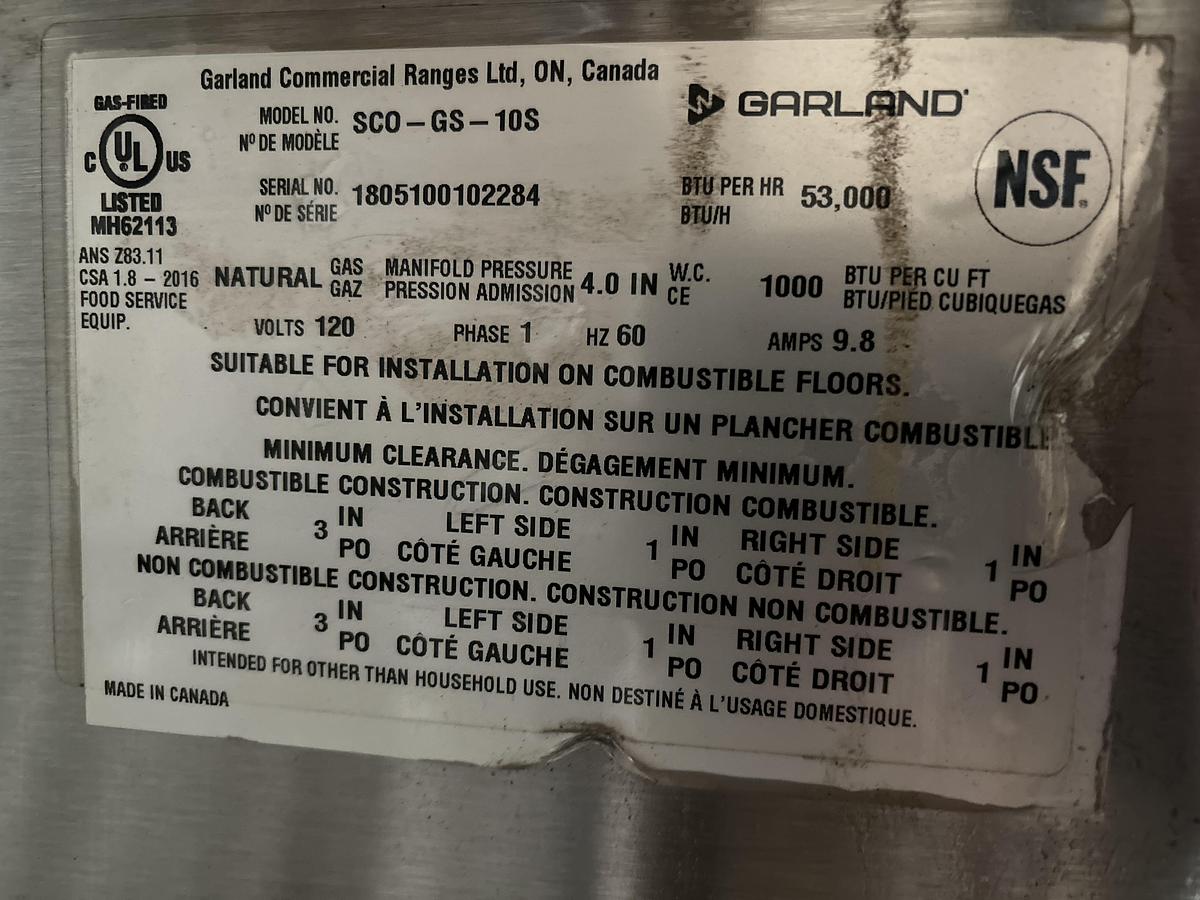 Garland Commercial Ranges Ltd, ON, Canada
GAS-FIRED
C UL US
®
LISTED
MH62113
MODEL NO. SCO – GS – 10S
Nº DE MODÈLE
GARLAND
NSF
SERIAL NO. 1805100102284
Nº DE SÉRIE
BTU PER HR 53,000
BTU/H
ANS Z83.11
CSA 1.8 – 2016
FOOD SERVICE
EQUIP.
NATURAL GAS
GAZ
MANIFOLD PRESSURE
PRESSION ADMISSION
4.0 IN W.C.
CE
1000 BTU PER CU FT
BTU/PIED CUBIQUEGAS
VOLTS 120 PHASE 1 HZ 60 AMPS 9.8
SUITABLE FOR INSTALLATION ON COMBUSTIBLE FLOORS.
CONVIENT À L'INSTALLATION SUR UN PLANCHER COMBUSTIBLE
MINIMUM CLEARANCE. DÉGAGEMENT MINIMUM.
COMBUSTIBLE CONSTRUCTION. CONSTRUCTION COMBUSTIBLE.
BACK 3 IN LEFT SIDE 1 IN RIGHT SIDE 1 IN
ARRIÈRE PO CÔTÉ GAUCHE PO CÔTÉ DROIT PO
NON COMBUSTIBLE CONSTRUCTION. CONSTRUCTION NON COMBUSTIBLE.
BACK 3 IN LEFT SIDE 1 IN RIGHT SIDE 1 IN
ARRIÈRE PO CÔTÉ GAUCHE PO CÔTÉ DROIT PO
INTENDED FOR OTHER THAN HOUSEHOLD USE. NON DESTINÉ À L'USAGE DOMESTIQUE.
MADE IN CANADA